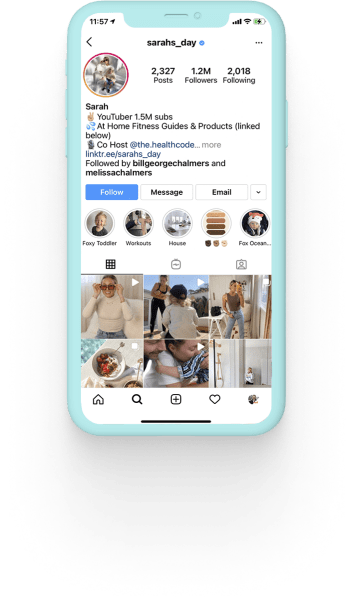 11:57
sarahs_day
2,327 1.2M 2,018
Posts Followers Following
Sarah
✌🏼 YouTuber 1.5M subs
💦 At Home Fitness Guides & Products (linked
below)
🎙 Co Host @the.healthcode... more
linktr.ee/sarahs_day
Followed by billgeorgechalmers and
melissachalmers
Follow Message Email
Foxy Toddler Workouts House ✊🏿✊🏽✊🏼 Fox Ocean...